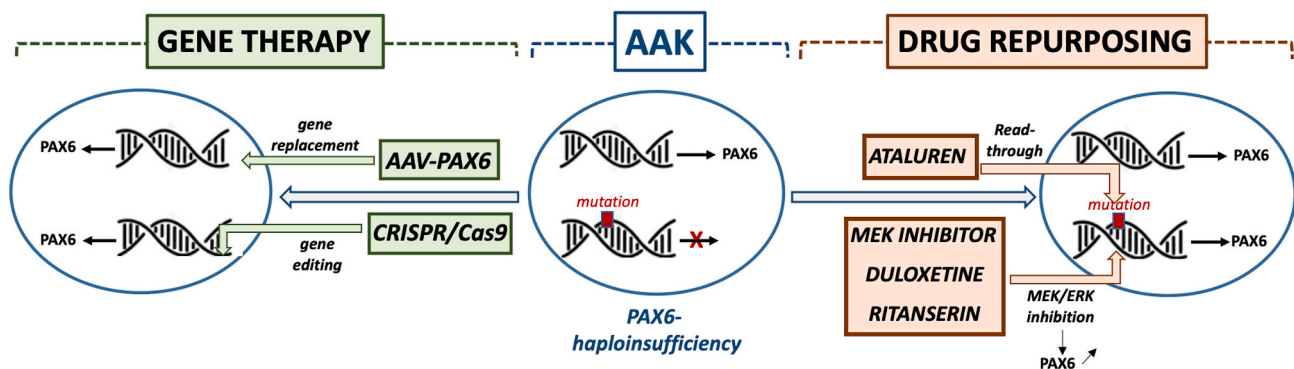 GENE THERAPY
AAK
DRUG REPURPOSING
PAX6
gene
replacement
AAV-PAX6
PAX6
gene
editing
CRISPR/Cas9
PAX6
mutation
X
PAX6-
haploinsufficiency
ATALUREN
Read-
through
PAX6
mutation
PAX6
MEK INHIBITOR
DULOXETINE
RITANSERIN
MEK/ERK
inhibition
PAX6